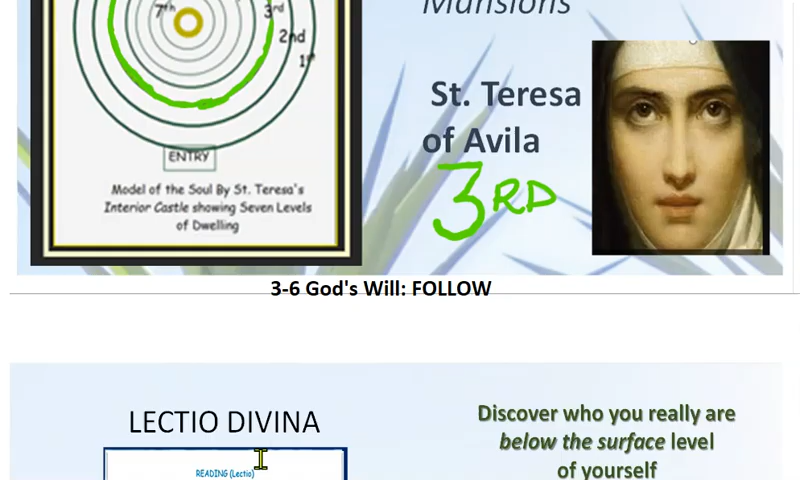 Mansions
7th
3rd
2nd
1st
ENTRY
Model of the Soul By St. Teresa's
Interior Castle showing Seven Levels
of Dwelling
St. Teresa
of Avila
3RD
3-6 God's Will: FOLLOW
LECTIO DIVINA
READING (Lectio)
Discover who you really are
below the surface level
of yourself